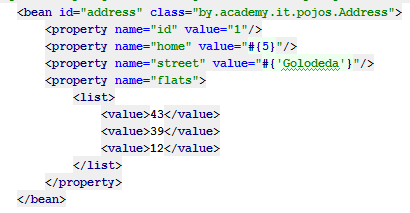 <bean id="address" class="by.academy.it.pojos.Address">
<property name="id" value="1"/>
<property name="home" value="#{5}"/>
<property name="street" value="#{'Golodeda'}"/>
<property name="flats">
<list>
<value>43</value>
<value>39</value>
<value>12</value>
</list>
</property>
</bean>